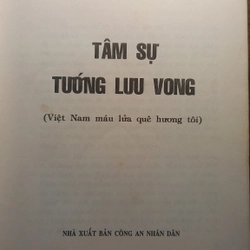 TÂM SỰ
TƯỚNG LƯU VONG
(Việt Nam máu lửa quê hương tôi)
NHÀ XUẤT BẢN CÔNG AN NHÂN DÂN